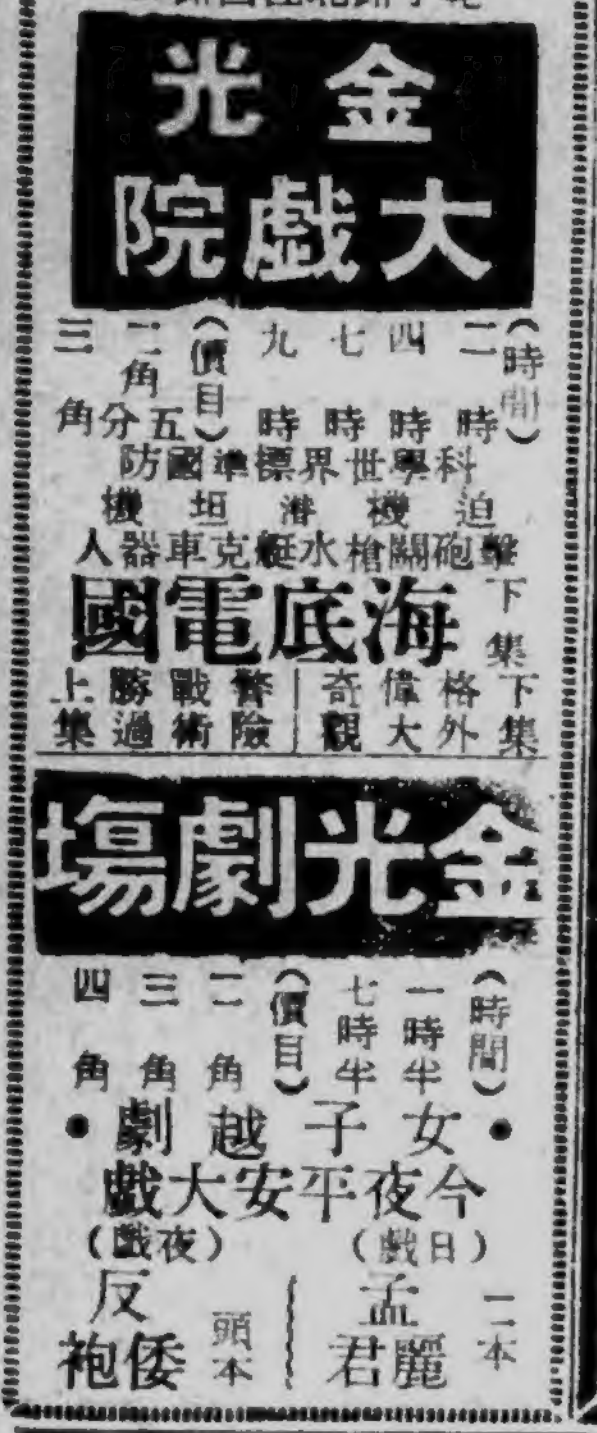 金光
大戲院
(時間) 二時 四時 七時 九時 (價目) 二角五分 三角
科學世界標準國防
迫擊砲 機關槍 潛水艇 坦克車 機器人
下集 海底電國
下集格外偉大奇觀｜驚險戰術勝過上集
金光劇塲
(時間) 一時半 七時半 (價目) 二角 三角 四角
●女子越劇●
今夜平安大戲
(日戲) (夜戲)
二本 孟麗君 頭本 反倭袍